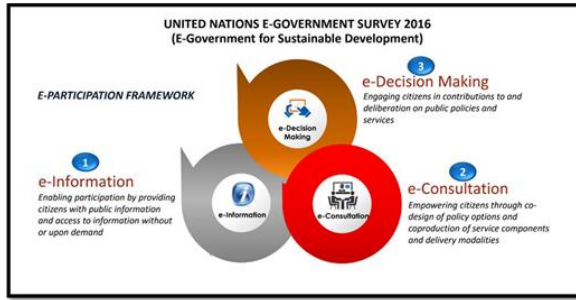 UNITED NATIONS E-GOVERNMENT SURVEY 2016
(E-Government for Sustainable Development)
E-PARTICIPATION FRAMEWORK
3
e-Decision Making
Engaging citizens in contributions to and
deliberation on public policies and
services
e-Decision
Making
1
e-Information
Enabling participation by providing
citizens with public information
and access to information without
or upon demand
e-Information
e-Consultation
2
e-Consultation
Empowering citizens through co-
design of policy options and
coproduction of service components
and delivery modalities